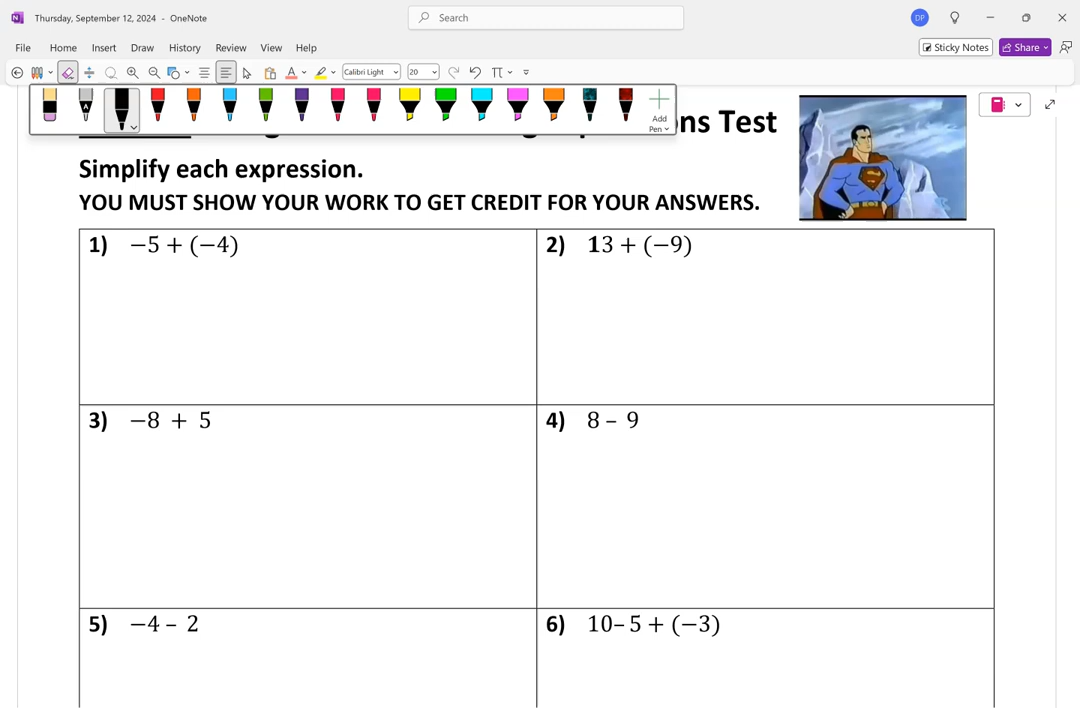 Thursday, September 12, 2024 - OneNote
Search
DP
File Home Insert Draw History Review View Help
Sticky Notes
Share
Calibri Light
20
Add
Pen
ns Test
Simplify each expression.
YOU MUST SHOW YOUR WORK TO GET CREDIT FOR YOUR ANSWERS.
1) −5 + (−4)
2) 13 + (−9)
3) −8 + 5
4) 8 – 9
5) −4 – 2
6) 10– 5 + (−3)